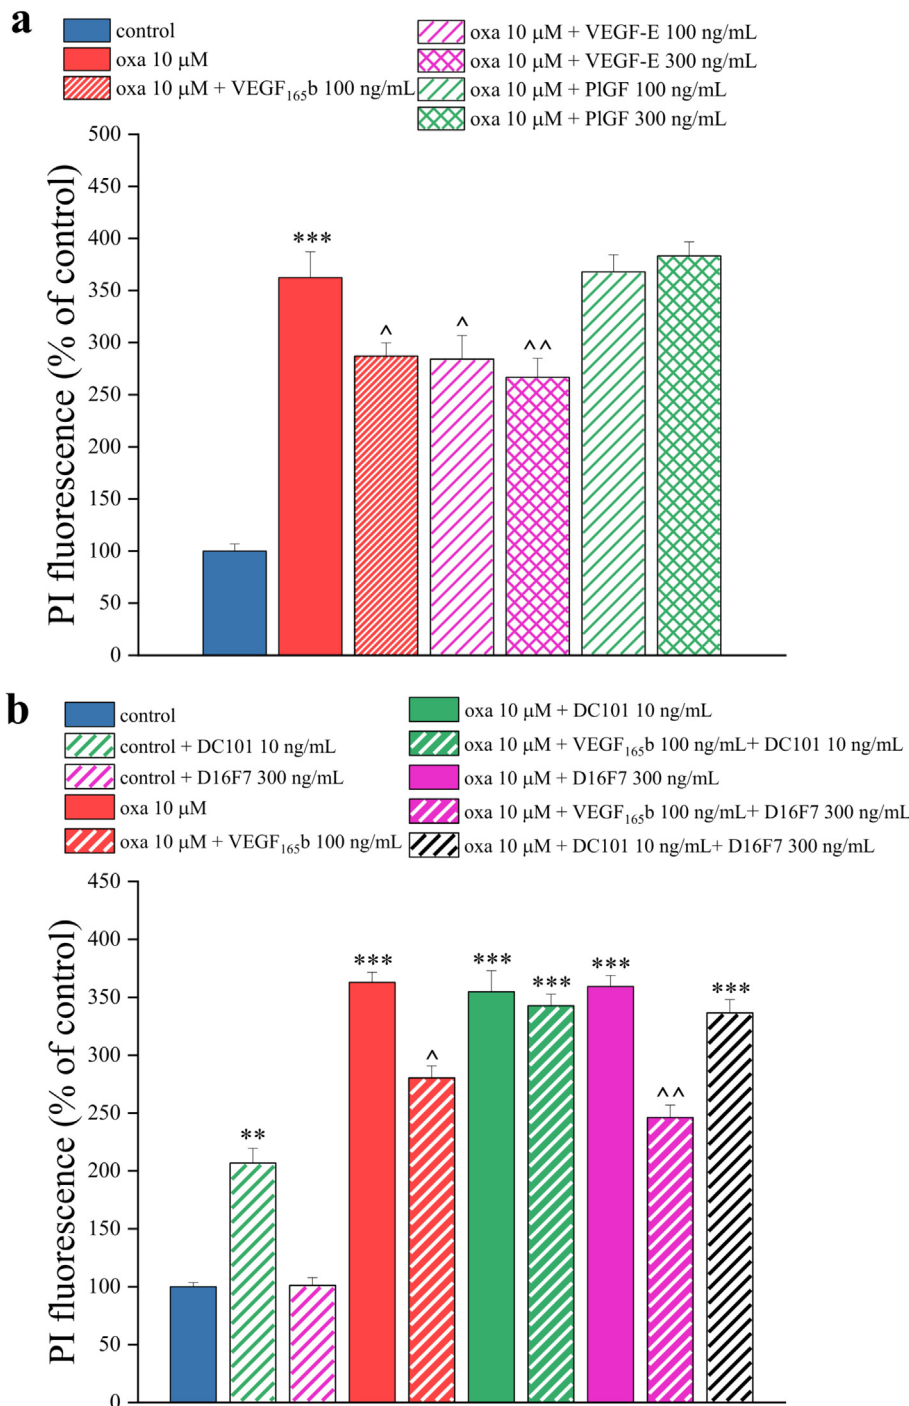 a
control
oxa 10 μM
oxa 10 μM + VEGF₁₆₅b 100 ng/mL
oxa 10 μM + VEGF-E 100 ng/mL
oxa 10 μM + VEGF-E 300 ng/mL
oxa 10 μM + PlGF 100 ng/mL
oxa 10 μM + PlGF 300 ng/mL
PI fluorescence (% of control)
500
450
400
350
300
250
200
150
100
50
0
***
^
^
^^
b
control
control + DC101 10 ng/mL
control + D16F7 300 ng/mL
oxa 10 μM
oxa 10 μM + VEGF₁₆₅b 100 ng/mL
oxa 10 μM + DC101 10 ng/mL
oxa 10 μM + VEGF₁₆₅b 100 ng/mL+ DC101 10 ng/mL
oxa 10 μM + D16F7 300 ng/mL
oxa 10 μM + VEGF₁₆₅b 100 ng/mL+ D16F7 300 ng/mL
oxa 10 μM + DC101 10 ng/mL+ D16F7 300 ng/mL
PI fluorescence (% of control)
450
400
350
300
250
200
150
100
50
0
**
***
^
***
***
***
^^
***